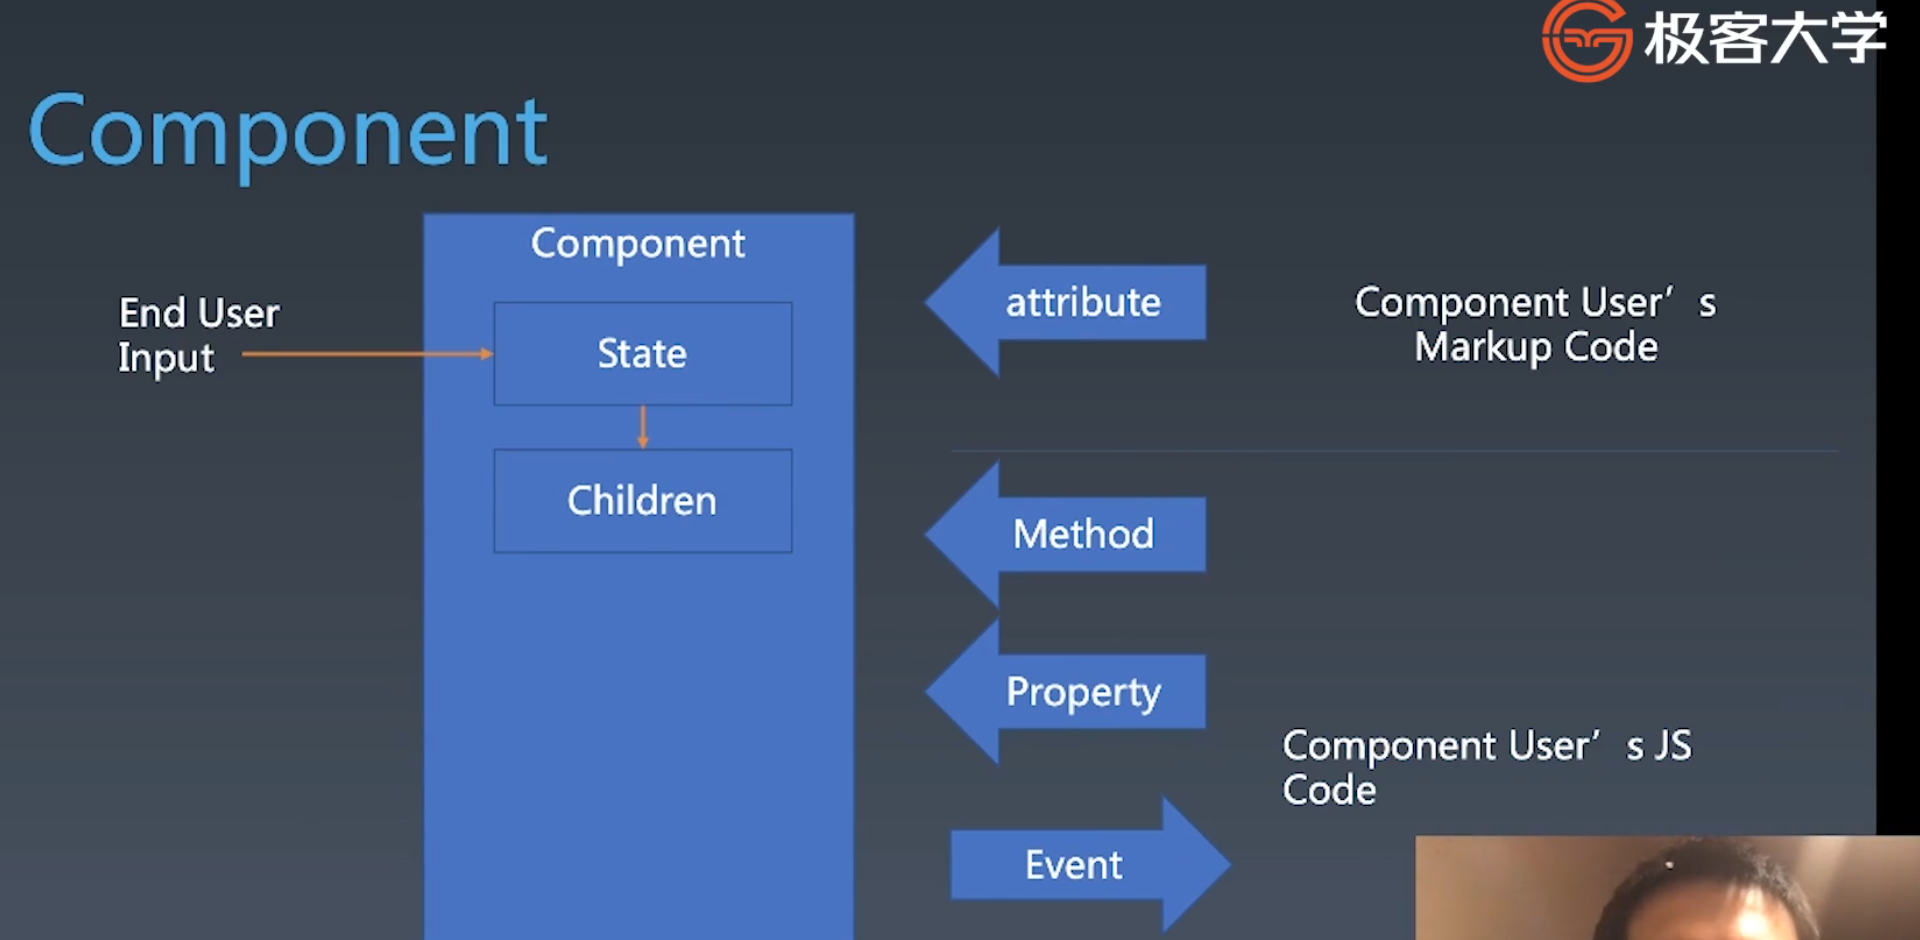 极客大学
Component
Component
End User
Input
State
Children
attribute
Component User’s
Markup Code
Method
Property
Component User’s JS
Code
Event